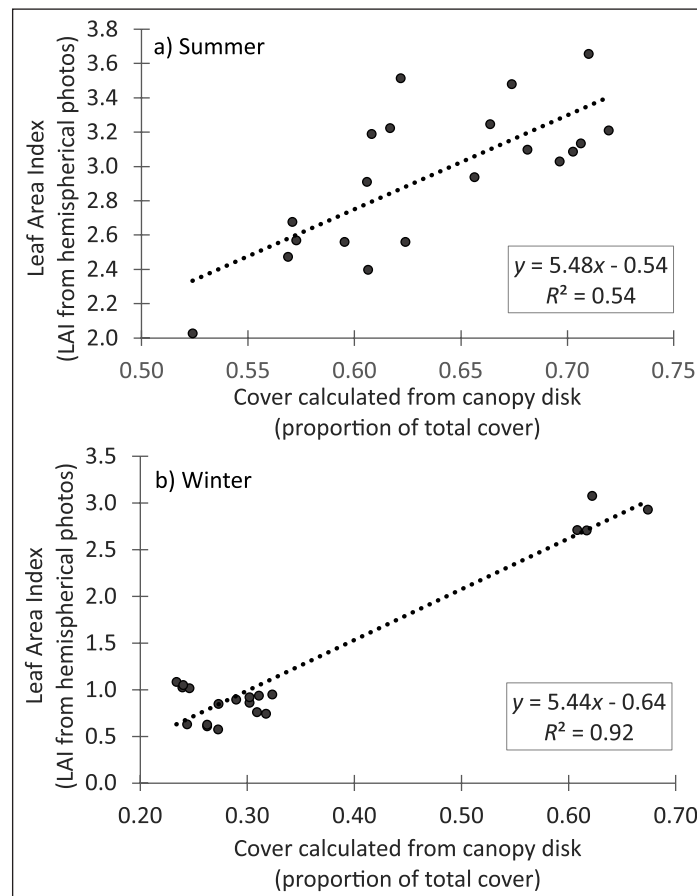 a) Summer
Leaf Area Index
(LAI from hemispherical photos)
3.8
3.6
3.4
3.2
3.0
2.8
2.6
2.4
2.2
2.0
y = 5.48x - 0.54
R² = 0.54
0.50 0.55 0.60 0.65 0.70 0.75
Cover calculated from canopy disk
(proportion of total cover)
b) Winter
Leaf Area Index
(LAI from hemispherical photos)
3.5
3.0
2.5
2.0
1.5
1.0
0.5
0.0
y = 5.44x - 0.64
R² = 0.92
0.20 0.30 0.40 0.50 0.60 0.70
Cover calculated from canopy disk
(proportion of total cover)